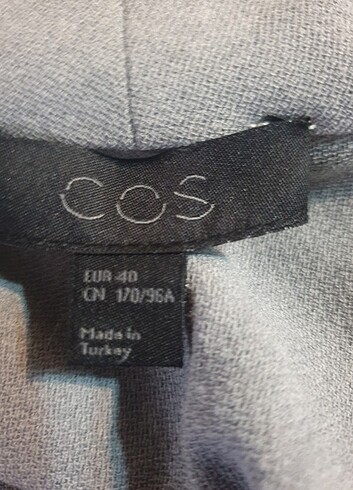 COS
EUR 40
CN 170/96A
Made in
Turkey